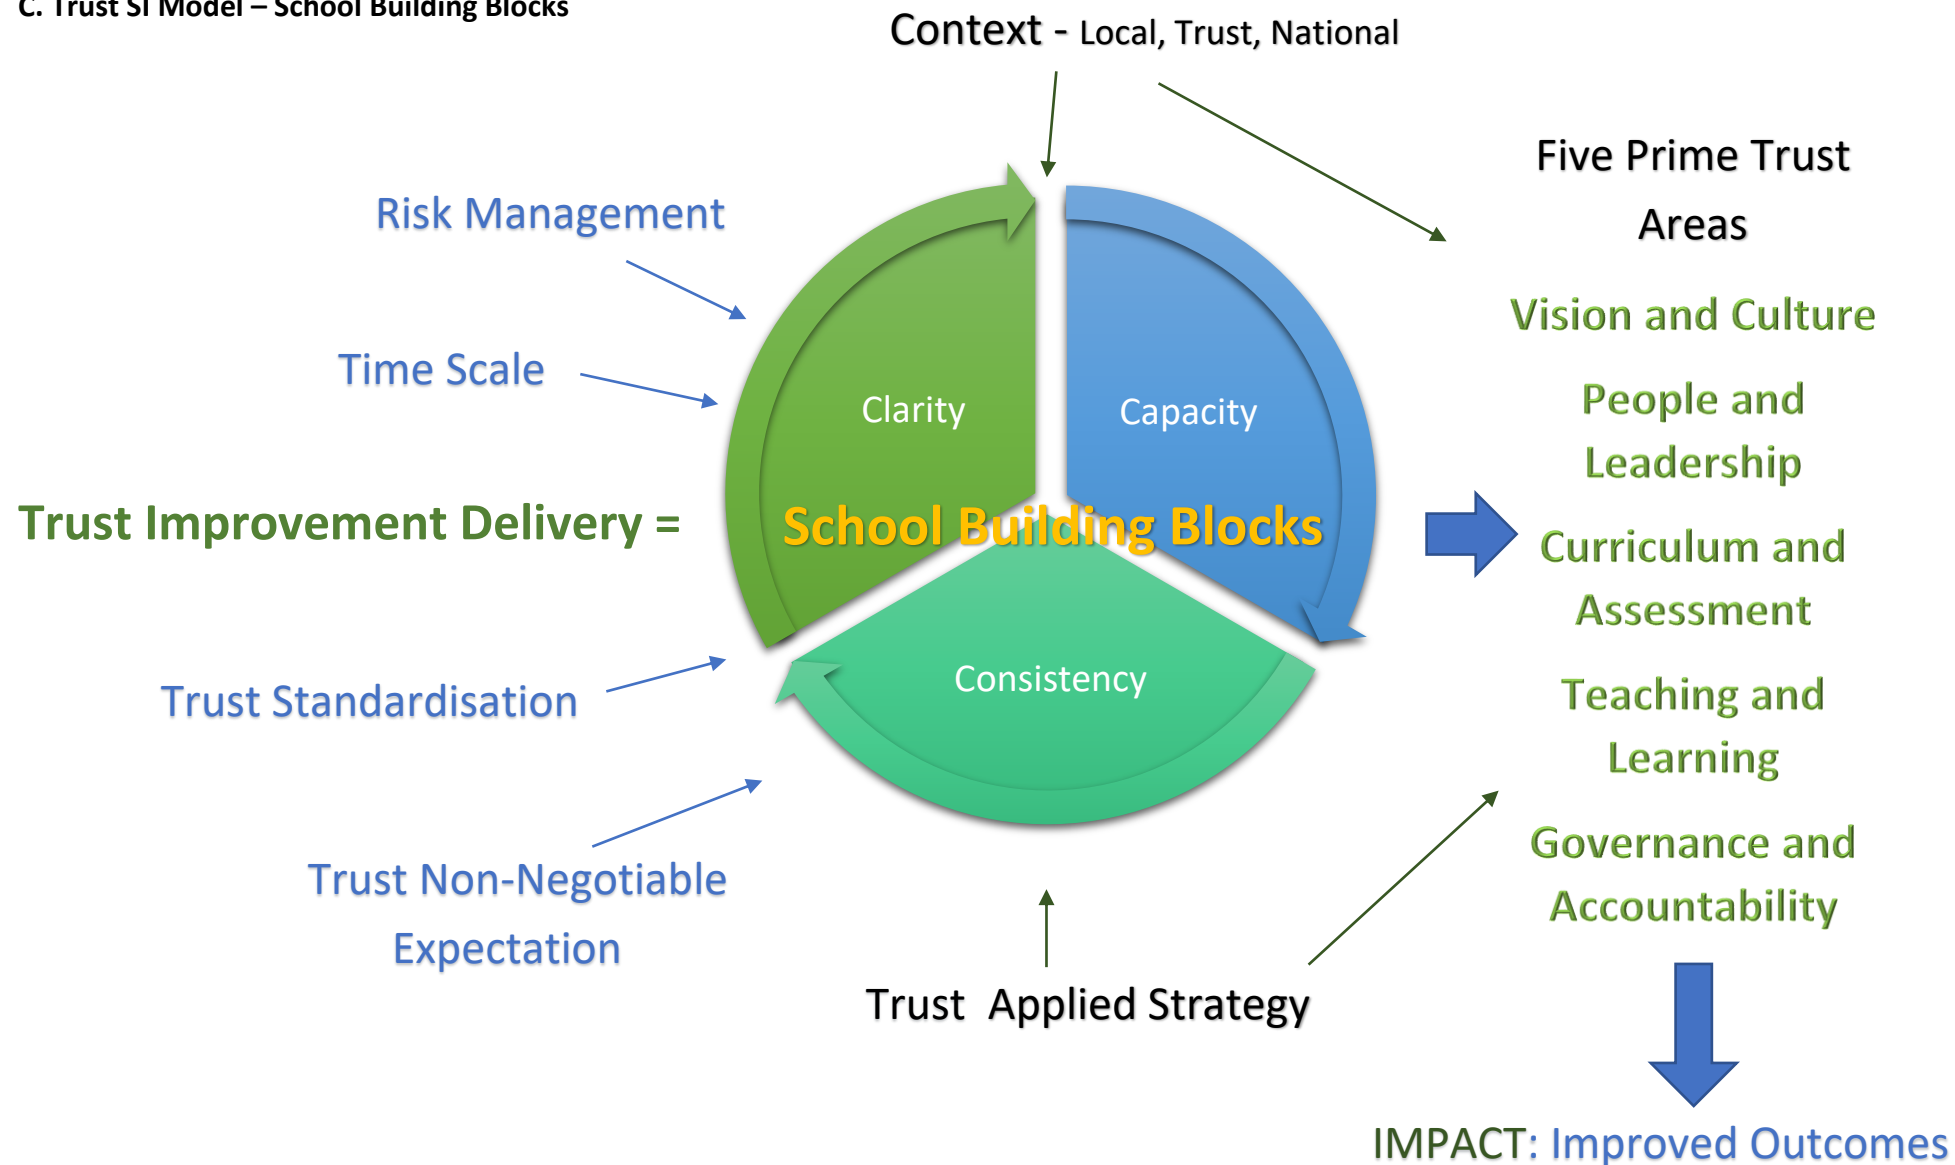 C. Trust SI Model – School Building Blocks
Context - Local, Trust, National
Five Prime Trust
Areas
Risk Management
Vision and Culture
Time Scale
Clarity
Capacity
People and
Leadership
Trust Improvement Delivery =
School Building Blocks
Curriculum and
Assessment
Trust Standardisation
Consistency
Teaching and
Learning
Trust Non-Negotiable
Expectation
Governance and
Accountability
Trust  Applied Strategy
IMPACT: Improved Outcomes